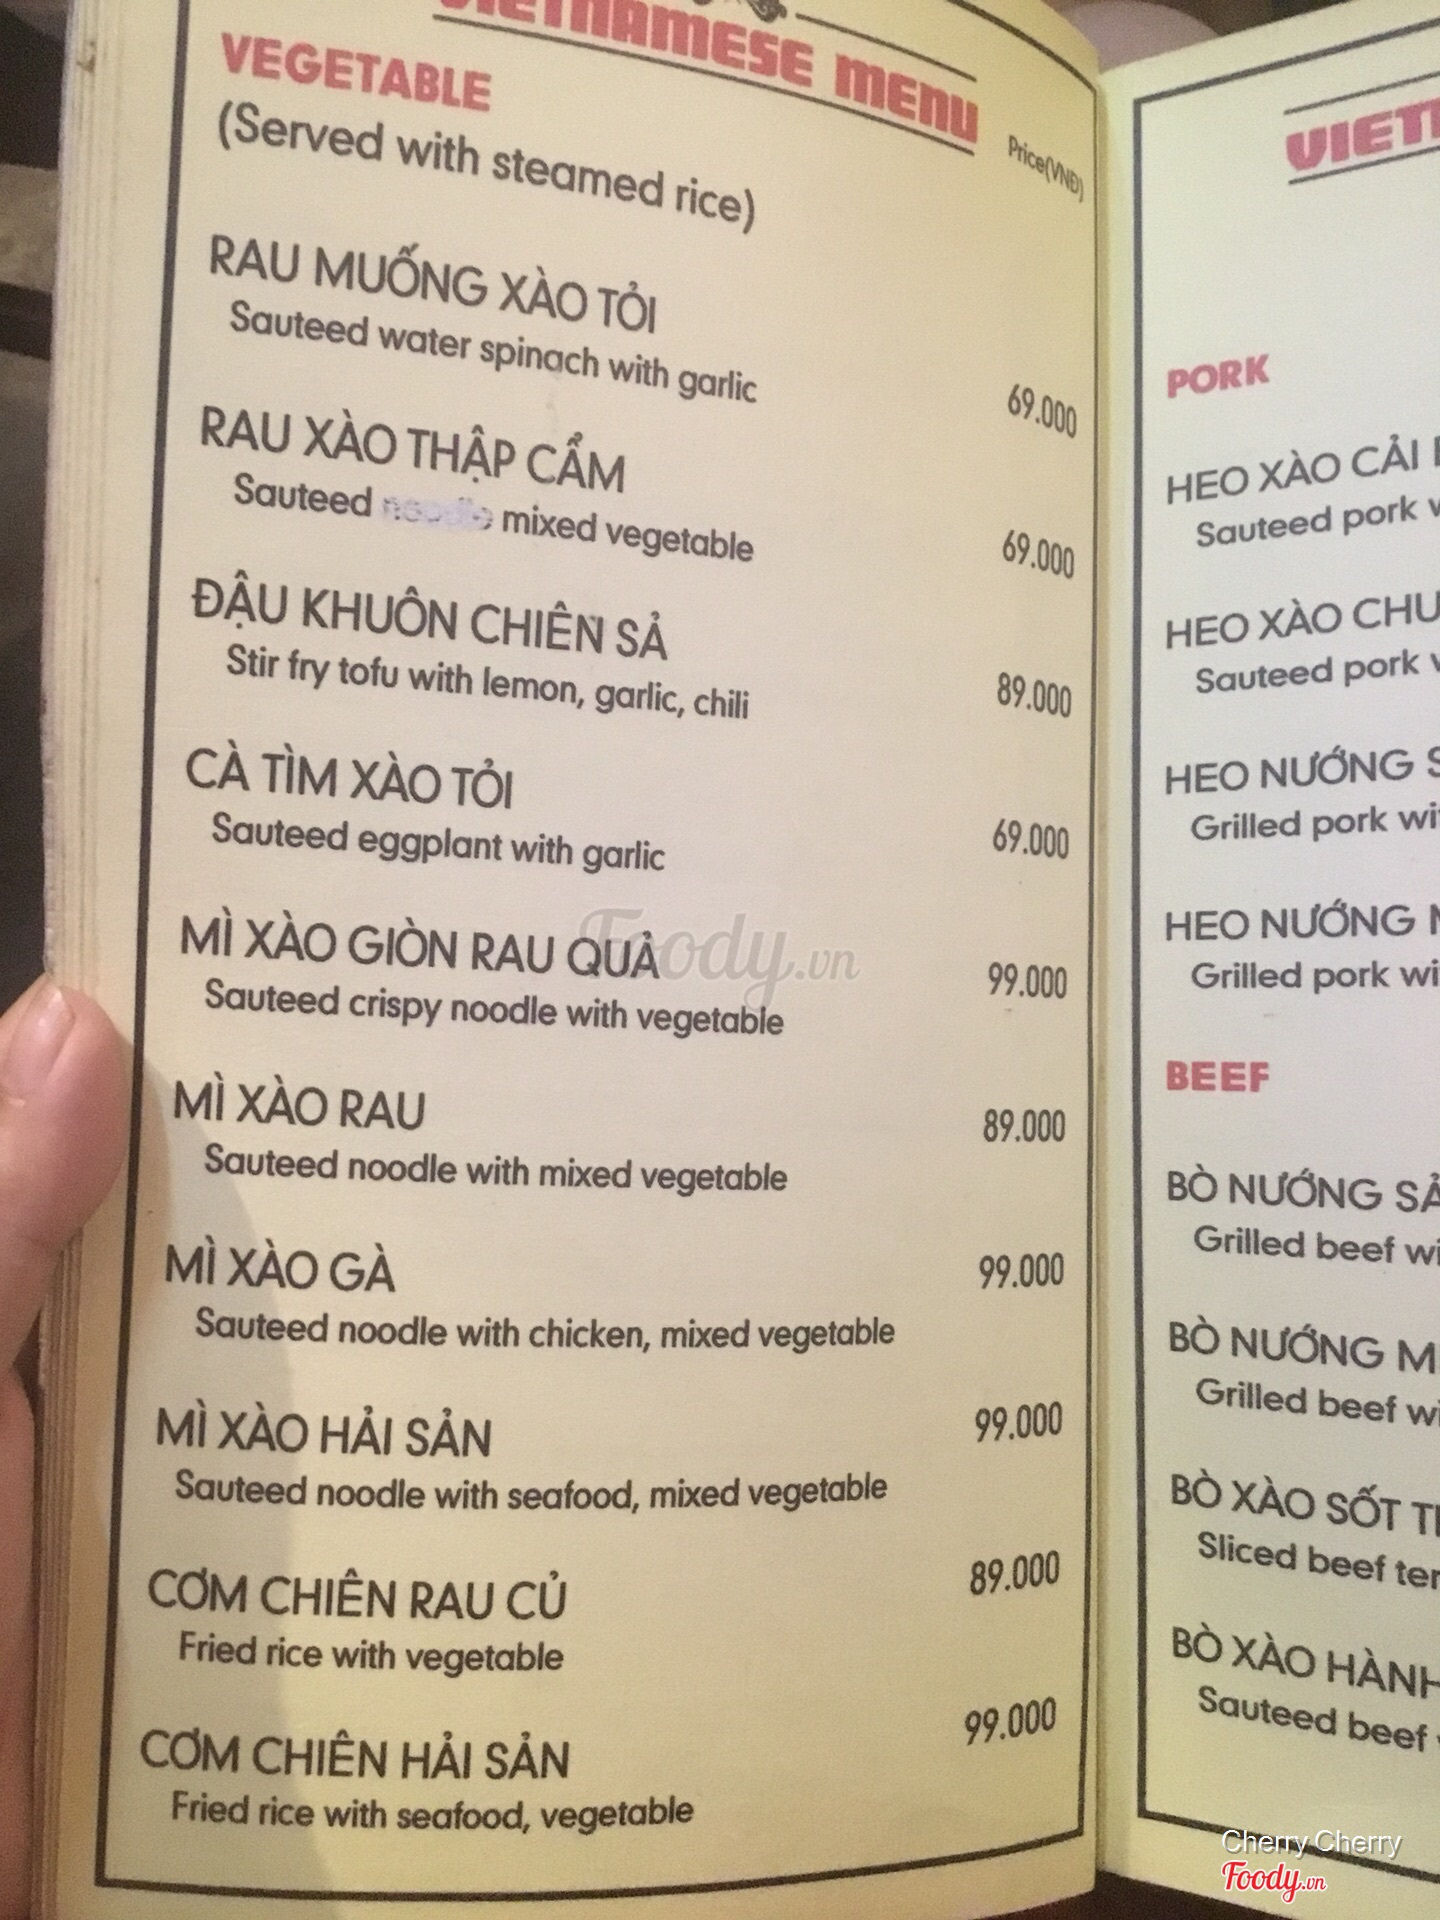 VIETNAMESE MENU
VEGETABLE
(Served with steamed rice)
Price(VNĐ)
RAU MUỐNG XÀO TỎI
Sauteed water spinach with garlic
69.000
RAU XÀO THẬP CẨM
Sauteed noodle mixed vegetable
69.000
ĐẬU KHUÔN CHIÊN SẢ
Stir fry tofu with lemon, garlic, chili
89.000
CÀ TÌM XÀO TỎI
Sauteed eggplant with garlic
69.000
MÌ XÀO GIÒN RAU QUẢ
Sauteed crispy noodle with vegetable
99.000
MÌ XÀO RAU
Sauteed noodle with mixed vegetable
89.000
MÌ XÀO GÀ
Sauteed noodle with chicken, mixed vegetable
99.000
MÌ XÀO HẢI SẢN
Sauteed noodle with seafood, mixed vegetable
99.000
CƠM CHIÊN RAU CỦ
Fried rice with vegetable
89.000
CƠM CHIÊN HẢI SẢN
Fried rice with seafood, vegetable
99.000
Foody.vn
PORK
HEO XÀO CẢI
Sauteed pork
HEO XÀO
Sauteed pork
HEO NƯỚNG
Grilled pork
HEO NƯỚNG
Grilled pork
BEEF
BÒ NƯỚNG SẢ
Grilled beef
BÒ NƯỚNG
Grilled beef
BÒ XÀO SỐT
Sliced beef
BÒ XÀO HÀNH
Sauteed beef
Cherry Cherry
Foody.vn